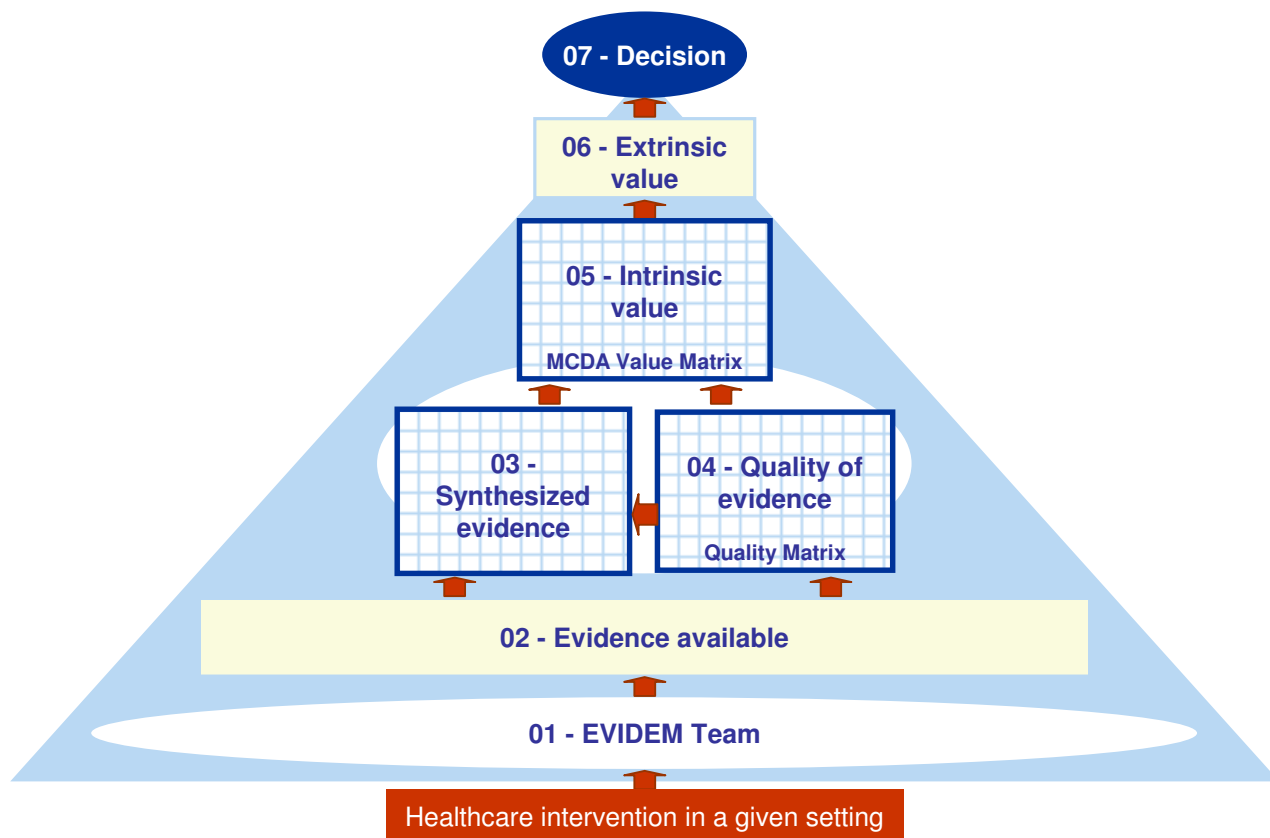 07 - Decision
06 - Extrinsic
value
05 - Intrinsic
value
MCDA Value Matrix
03 -
Synthesized
evidence
04 - Quality of
evidence
Quality Matrix
02 - Evidence available
01 - EVIDEM Team
Healthcare intervention in a given setting